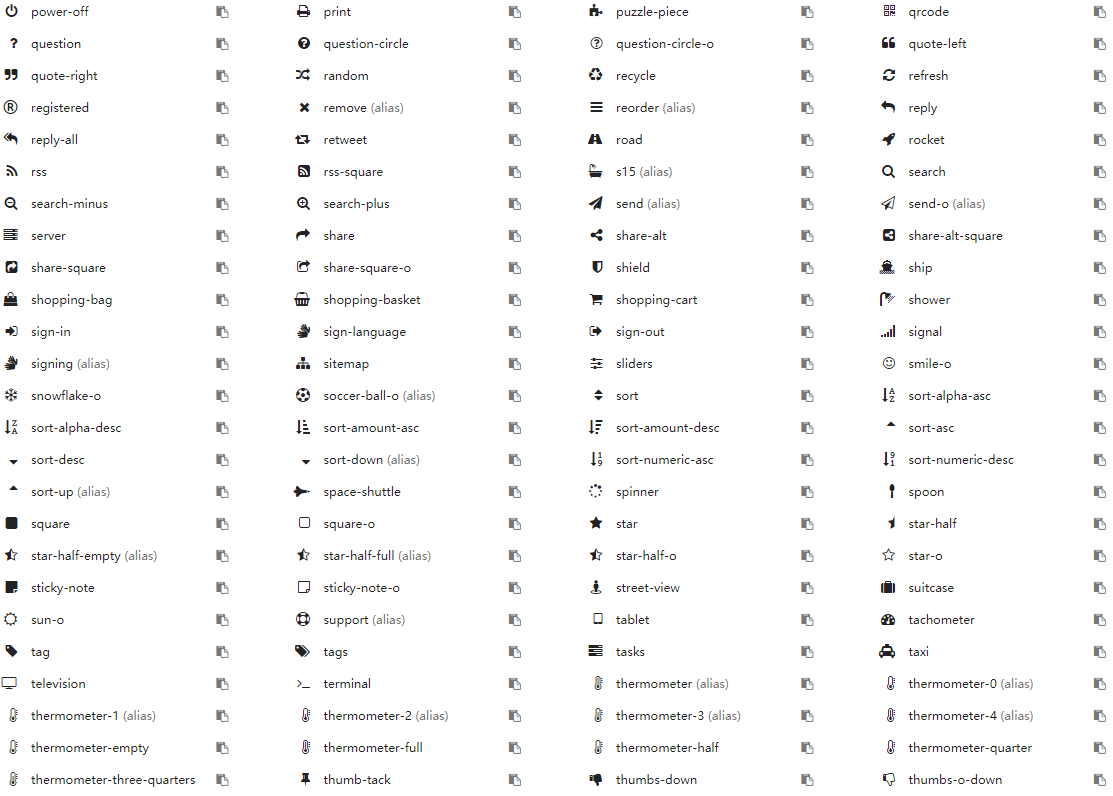 power-off print puzzle-piece qrcode
question question-circle question-circle-o quote-left
quote-right random recycle refresh
registered remove (alias) reorder (alias) reply
reply-all retweet road rocket
rss rss-square s15 (alias) search
search-minus search-plus send (alias) send-o (alias)
server share share-alt share-alt-square
share-square share-square-o shield ship
shopping-bag shopping-basket shopping-cart shower
sign-in sign-language sign-out signal
signing (alias) sitemap sliders smile-o
snowflake-o soccer-ball-o (alias) sort sort-alpha-asc
sort-alpha-desc sort-amount-asc sort-amount-desc sort-asc
sort-desc sort-down (alias) sort-numeric-asc sort-numeric-desc
sort-up (alias) space-shuttle spinner spoon
square square-o star star-half
star-half-empty (alias) star-half-full (alias) star-half-o star-o
sticky-note sticky-note-o street-view suitcase
sun-o support (alias) tablet tachometer
tag tags tasks taxi
television terminal thermometer (alias) thermometer-0 (alias)
thermometer-1 (alias) thermometer-2 (alias) thermometer-3 (alias) thermometer-4 (alias)
thermometer-empty thermometer-full thermometer-half thermometer-quarter
thermometer-three-quarters thumb-tack thumbs-down thumbs-o-down